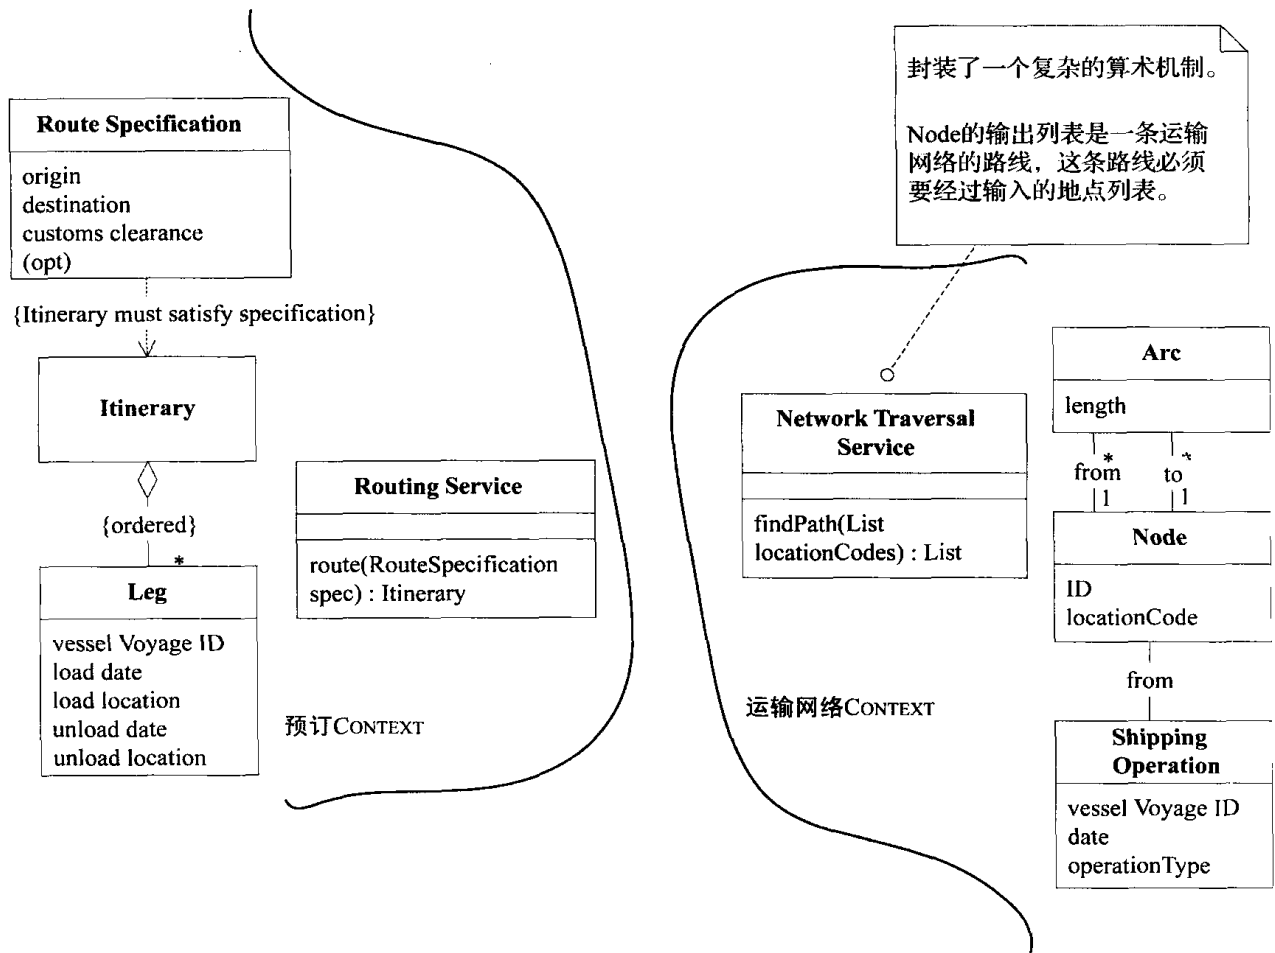 Route Specification
origin
destination
customs clearance
(opt)
{Itinerary must satisfy specification}
Itinerary
{ordered}
*
Leg
vessel Voyage ID
load date
load location
unload date
unload location
Routing Service
route(RouteSpecification
spec) : Itinerary
预订CONTEXT
封装了一个复杂的算术机制。
Node的输出列表是一条运输
网络的路线，这条路线必须
要经过输入的地点列表。
Network Traversal
Service
findPath(List
locationCodes) : List
运输网络CONTEXT
Arc
length
* *
from to
1 1
Node
ID
locationCode
from
Shipping
Operation
vessel Voyage ID
date
operationType